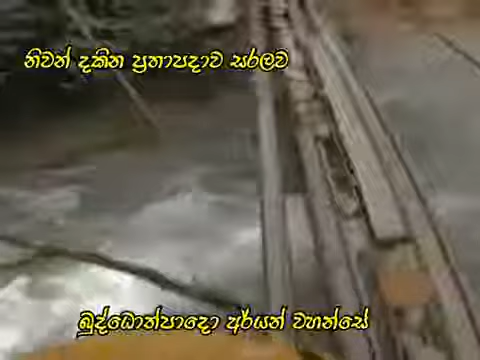 නිවන් දකින ප්‍රතාපදාව සරලව
බුද්ධොත්පාදො අර්යන් වහන්සේ